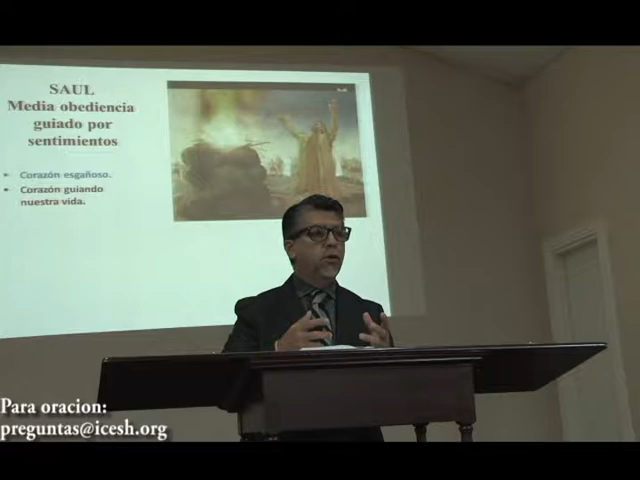 SAUL
Media obediencia
guiado por
sentimientos
Corazón esgañoso.
Corazón guiando
nuestra vida.
Para oracion:
preguntas@icesh.org